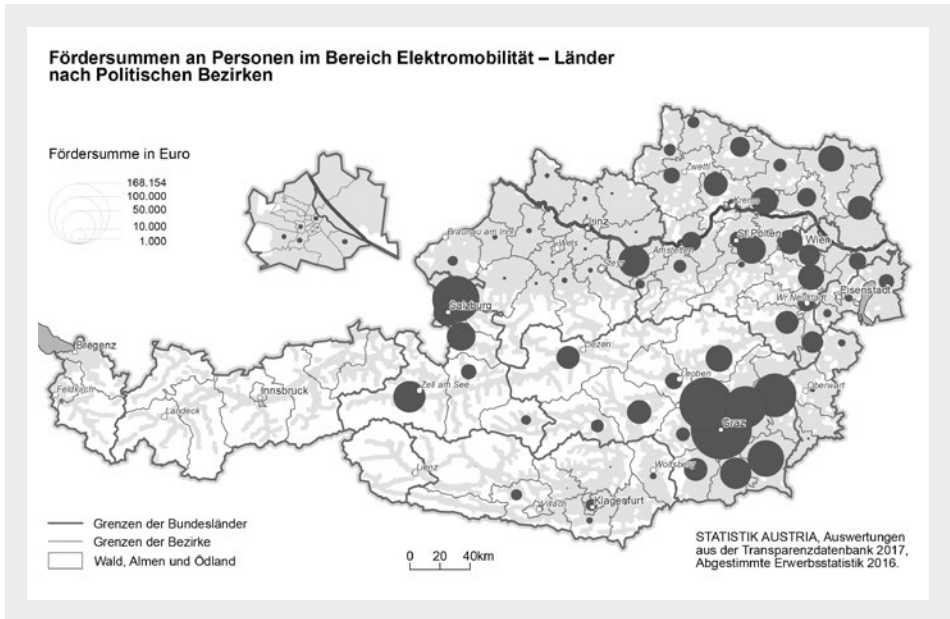 Fördersummen an Personen im Bereich Elektromobilität – Länder
nach Politischen Bezirken
Fördersumme in Euro
168.154
100.000
50.000
10.000
1.000
Zwettl
Krems
Linz
Braunau am Inn
Wels
Steyr
Amstetten
St. Pölten
Wien
Eisenstadt
Wr. Neustadt
Salzburg
Bregenz
Feldkirch
Landeck
Innsbruck
Zell am See
Liezen
Leoben
Oberwart
Graz
Lienz
Wolfsberg
Villach
Klagenfurt
Grenzen der Bundesländer
Grenzen der Bezirke
Wald, Almen und Ödland
0 20 40km
STATISTIK AUSTRIA, Auswertungen
aus der Transparenzdatenbank 2017,
Abgestimmte Erwerbsstatistik 2016.